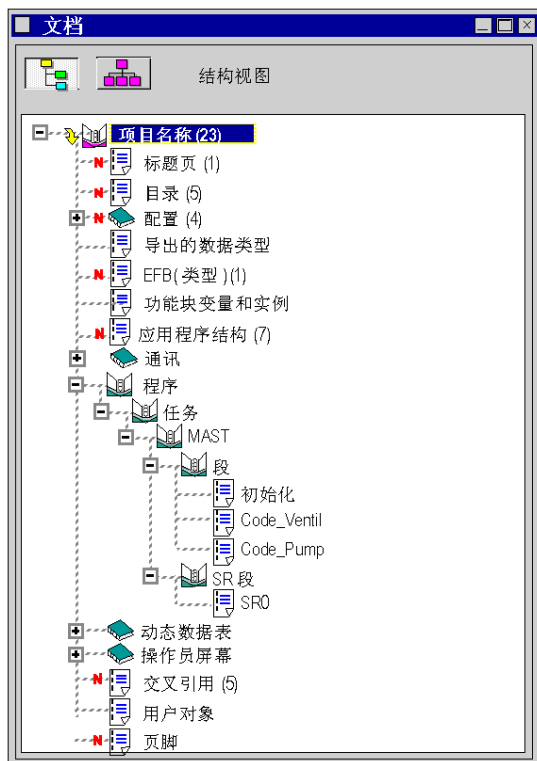 文档
结构视图
项目名称 (23)
N 标题页 (1)
N 目录 (5)
N 配置 (4)
导出的数据类型
N EFB( 类型 )(1)
功能块变量和实例
N 应用程序结构 (7)
通讯
程序
任务
MAST
段
初始化
Code_Ventil
Code_Pump
SR 段
SR0
动态数据表
操作员屏幕
N 交叉引用 (5)
用户对象
N 页脚